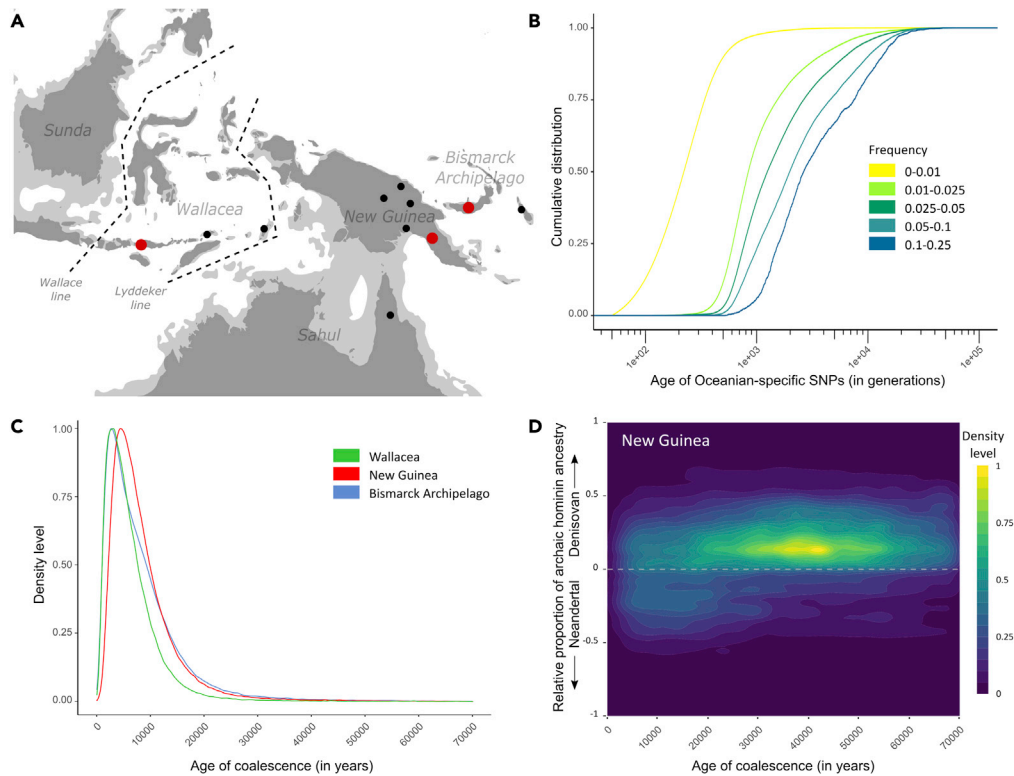 A
Sunda
Wallacea
Bismarck
Archipelago
New Guinea
Wallace
line
Lyddeker
line
Sahul
B
Cumulative distribution
1.00
0.75
0.50
0.25
0.00
Frequency
0-0.01
0.01-0.025
0.025-0.05
0.05-0.1
0.1-0.25
1e+02
1e+03
1e+04
1e+05
Age of Oceanian-specific SNPs (in generations)
C
Density level
1.00
0.75
0.50
0.25
0.00
Wallacea
New Guinea
Bismarck Archipelago
0
10000
20000
30000
40000
50000
60000
70000
Age of coalescence (in years)
D
Relative proportion of archaic hominin ancestry
Neandertal
Denisovan
1
0.5
0
-0.5
-1
New Guinea
0
10000
20000
30000
40000
50000
60000
70000
Age of coalescence (in years)
Density
level
1
0.75
0.5
0.25
0